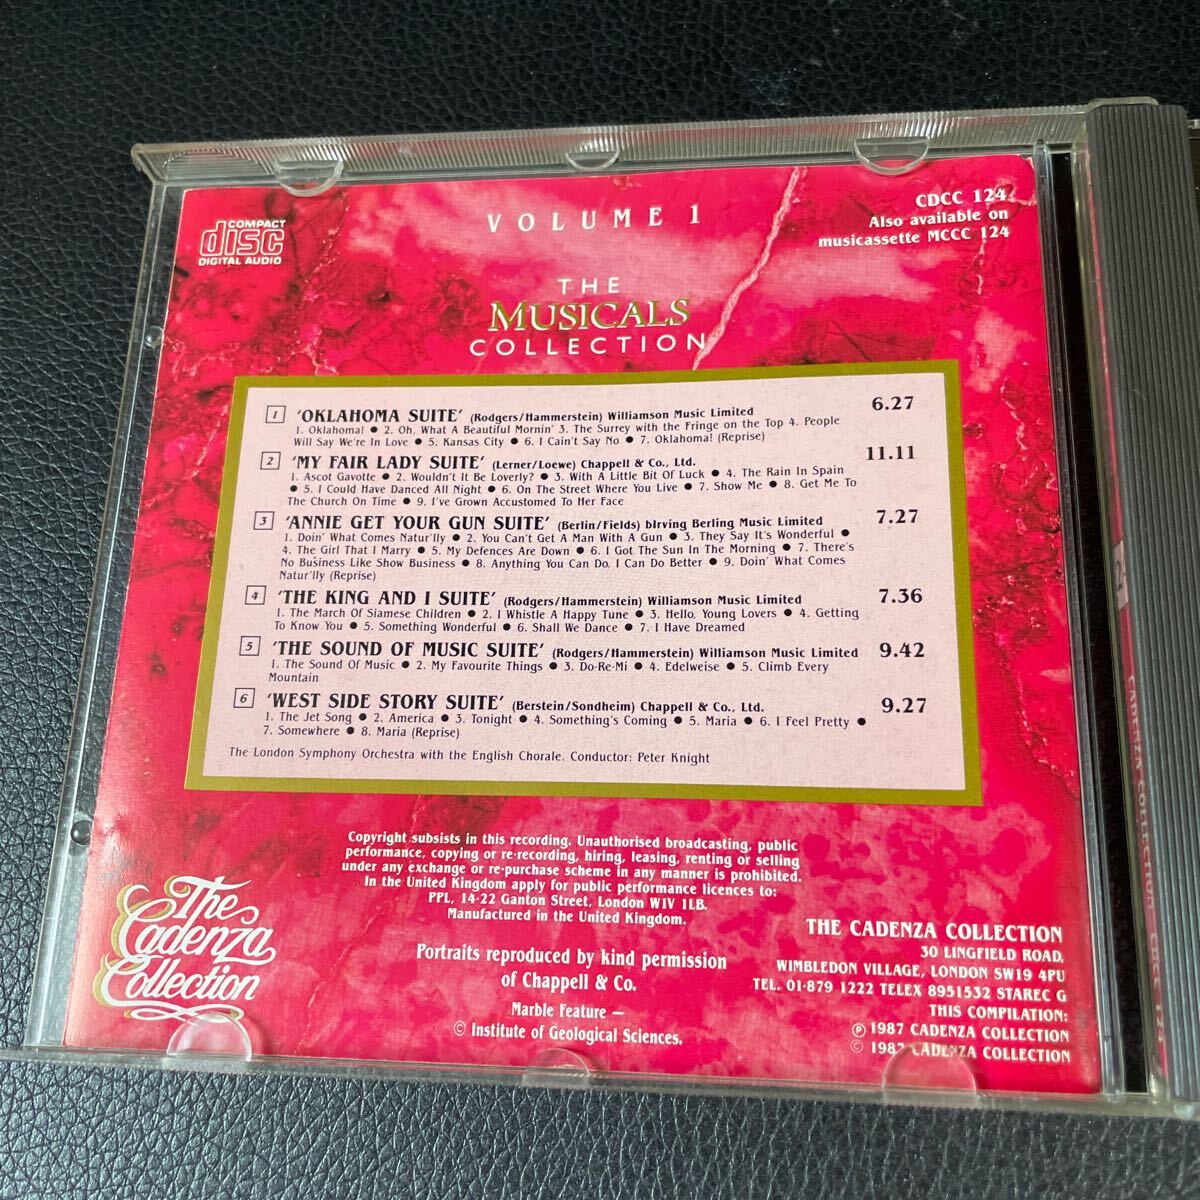 COMPACT
disc
DIGITAL AUDIO
VOLUME 1
CDCC 124
Also available on
musicassette MCCC 124
THE
MUSICALS
COLLECTION
1 'OKLAHOMA SUITE' (Rodgers/Hammerstein) Williamson Music Limited 6.27
1. Oklahoma! ● 2. Oh, What A Beautiful Mornin' 3. The Surrey with the Fringe on the Top 4. People
Will Say We're In Love ● 5. Kansas City ● 6. I Cain't Say No ● 7. Oklahoma! (Reprise)
2 'MY FAIR LADY SUITE' (Lerner/Loewe) Chappell & Co., Ltd. 11.11
1. Ascot Gavotte ● 2. Wouldn't It Be Loverly? ● 3. With A Little Bit Of Luck ● 4. The Rain In Spain
● 5. I Could Have Danced All Night ● 6. On The Street Where You Live ● 7. Show Me ● 8. Get Me To
The Church On Time ● 9. I've Grown Accustomed To Her Face
3 'ANNIE GET YOUR GUN SUITE' (Berlin/Fields) bIrving Berling Music Limited 7.27
1. Doin' What Comes Natur'lly ● 2. You Can't Get A Man With A Gun ● 3. They Say It's Wonderful ●
4. The Girl That I Marry ● 5. My Defences Are Down ● 6. I Got The Sun In The Morning ● 7. There's
No Business Like Show Business ● 8. Anything You Can Do, I Can Do Better ● 9. Doin' What Comes
Natur'lly (Reprise)
4 'THE KING AND I SUITE' (Rodgers/Hammerstein) Williamson Music Limited 7.36
1. The March Of Siamese Children ● 2. I Whistle A Happy Tune ● 3. Hello, Young Lovers ● 4. Getting
To Know You ● 5. Something Wonderful ● 6. Shall We Dance ● 7. I Have Dreamed
5 'THE SOUND OF MUSIC SUITE' (Rodgers/Hammerstein) Williamson Music Limited 9.42
1. The Sound Of Music ● 2. My Favourite Things ● 3. Do-Re-Mi ● 4. Edelweise ● 5. Climb Every
Mountain
6 'WEST SIDE STORY SUITE' (Berstein/Sondheim) Chappell & Co., Ltd. 9.27
1. The Jet Song ● 2. America ● 3. Tonight ● 4. Something's Coming ● 5. Maria ● 6. I Feel Pretty ●
7. Somewhere ● 8. Maria (Reprise)
The London Symphony Orchestra with the English Chorale. Conductor: Peter Knight
Copyright subsists in this recording. Unauthorised broadcasting, public
performance, copying or re-recording, hiring, leasing, renting or selling
under any exchange or re-purchase scheme in any manner is prohibited.
In the United Kingdom apply for public performance licences to:
PPL, 14-22 Ganton Street, London W1V 1LB.
Manufactured in the United Kingdom.
Portraits reproduced by kind permission
of Chappell & Co.
Marble Feature —
© Institute of Geological Sciences.
The
Cadenza
Collection
THE CADENZA COLLECTION
30 LINGFIELD ROAD,
WIMBLEDON VILLAGE, LONDON SW19 4PU
TEL. 01-879 1222 TELEX 8951532 STAREC G
THIS COMPILATION:
℗ 1987 CADENZA COLLECTION
© 1987 CADENZA COLLECTION
CADENZA COLLECTION